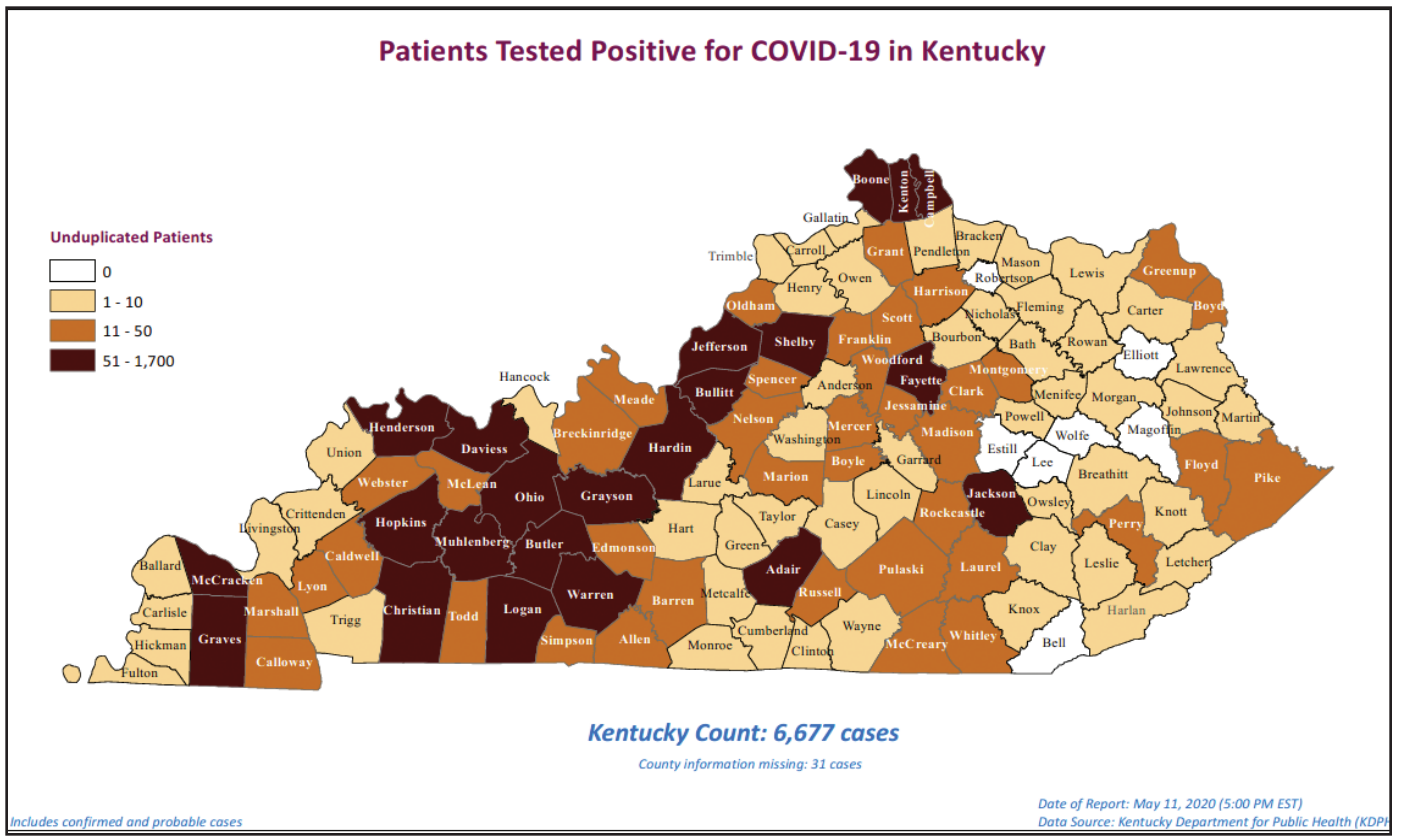 Patients Tested Positive for COVID-19 in Kentucky
Unduplicated Patients
0
1 - 10
11 - 50
51 - 1,700
Boone
Kenton
Campbell
Gallatin
Trimble
Carroll
Grant
Pendleton
Bracken
Mason
Robertson
Lewis
Greenup
Owen
Henry
Harrison
Oldham
Nicholas
Fleming
Carter
Boyd
Scott
Jefferson
Shelby
Franklin
Bourbon
Bath
Rowan
Elliott
Woodford
Lawrence
Spencer
Anderson
Fayette
Montgomery
Hancock
Bullitt
Clark
Menifee
Morgan
Meade
Jessamine
Johnson
Martin
Henderson
Breckinridge
Nelson
Washington
Mercer
Madison
Powell
Magoffin
Daviess
Hardin
Estill
Wolfe
Union
Boyle
Garrard
Lee
Floyd
Pike
Webster
McLean
Larue
Marion
Breathitt
Ohio
Grayson
Lincoln
Jackson
Owsley
Crittenden
Livingston
Hopkins
Hart
Taylor
Casey
Rockcastle
Perry
Knott
Muhlenberg
Butler
Edmonson
Green
Clay
Ballard
McCracken
Caldwell
Lyon
Adair
Pulaski
Laurel
Leslie
Letcher
Carlisle
Marshall
Christian
Todd
Logan
Warren
Barren
Metcalfe
Russell
Knox
Harlan
Hickman
Graves
Trigg
Simpson
Allen
Monroe
Cumberland
Clinton
Wayne
McCreary
Whitley
Bell
Fulton
Calloway
Kentucky Count: 6,677 cases
County information missing: 31 cases
Date of Report: May 11, 2020 (5:00 PM EST)
Includes confirmed and probable cases
Data Source: Kentucky Department for Public Health (KDPH